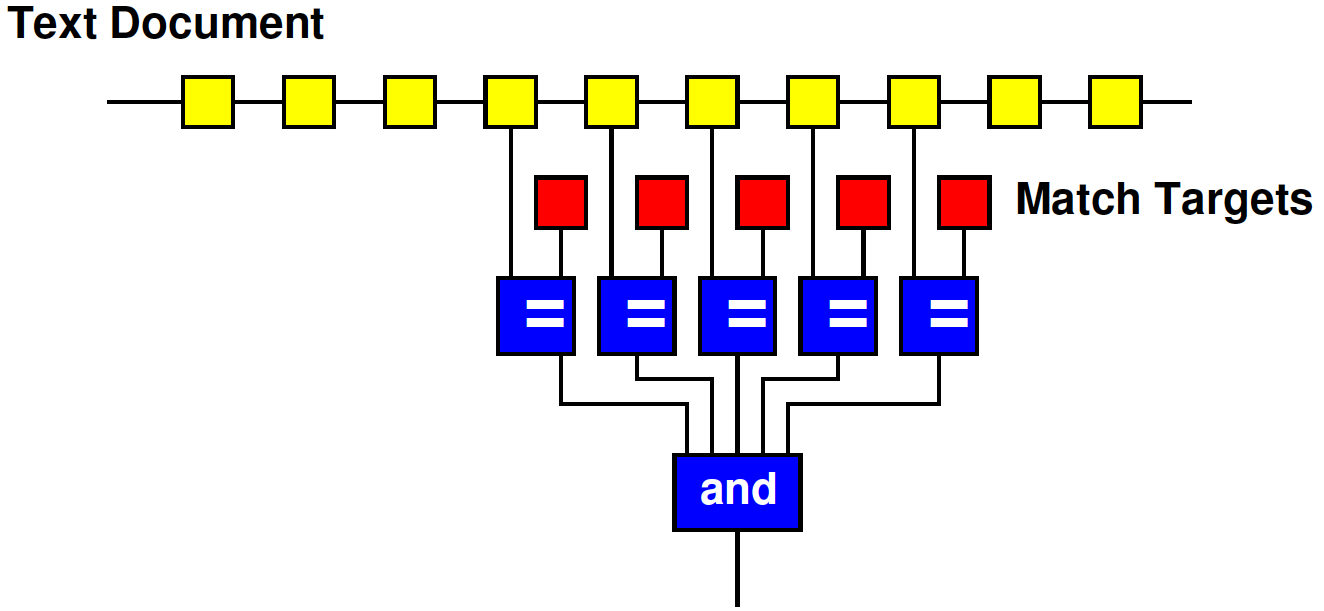 Text Document
Match Targets
= = = = =
and